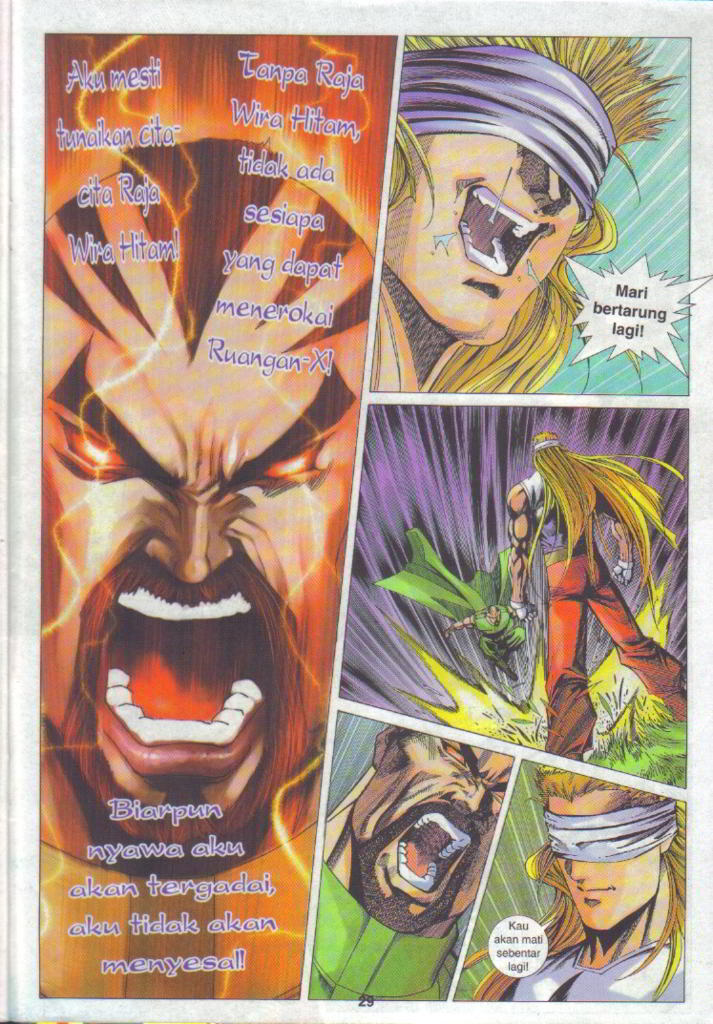 Aku mesti
tunaikan cita-
cita Raja
Wira Hitam!
Tanpa Raja
Wira Hitam,
tidak ada
sesiapa
yang dapat
menerokai
Ruangan-X!
Biarpun
nyawa aku
akan tergadai,
aku tidak akan
menyesal!
Mari
bertarung
lagi!
Kau
akan mati
sebentar
lagi!
29